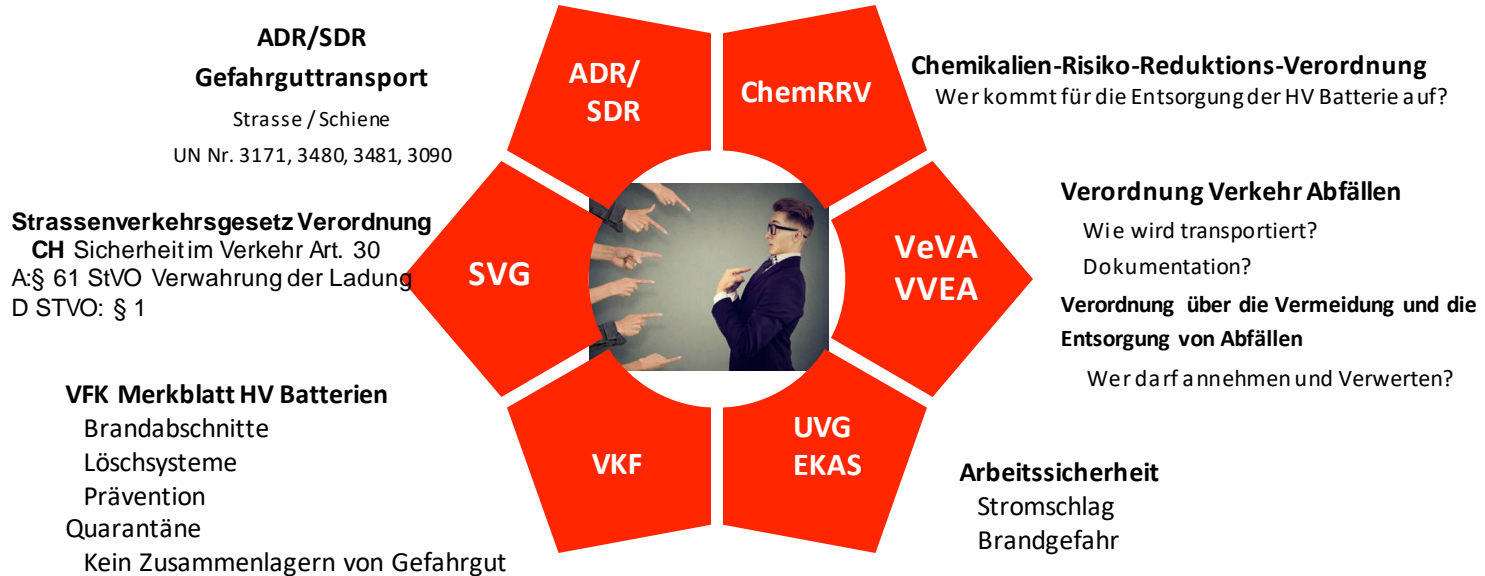 ADR/SDR
Gefahrguttransport
Strasse / Schiene
UN Nr. 3171, 3480, 3481, 3090
Strassenverkehrsgesetz Verordnung
CH Sicherheit im Verkehr Art. 30
A:§ 61 StVO Verwahrung der Ladung
D STVO: § 1
VFK Merkblatt HV Batterien
Brandabschnitte
Löschsysteme
Prävention
Quarantäne
Kein Zusammenlagern von Gefahrgut
ADR/
SDR
ChemRRV
SVG
VeVA
VVEA
VKF
UVG
EKAS
Chemikalien-Risiko-Reduktions-Verordnung
Wer kommt für die Entsorgung der HV Batterie auf?
Verordnung Verkehr Abfällen
Wie wird transportiert?
Dokumentation?
Verordnung über die Vermeidung und die
Entsorgung von Abfällen
Wer darf annehmen und Verwerten?
Arbeitssicherheit
Stromschlag
Brandgefahr